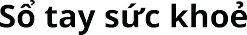 Sổ tay sức khoẻ